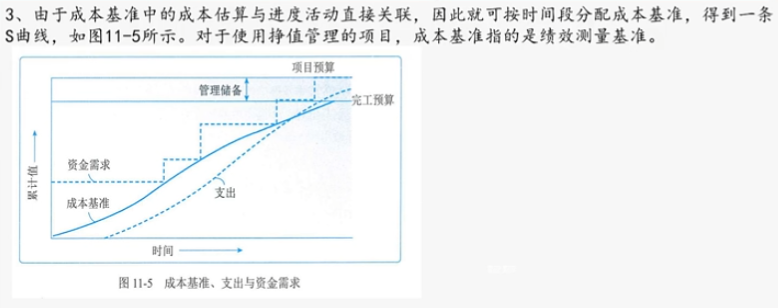 3、由于成本基准中的成本估算与进度活动直接关联，因此就可按时间段分配成本基准，得到一条
S曲线，如图11-5所示。对于使用挣值管理的项目，成本基准指的是绩效测量基准。
项目预算
管理储备
完工预算
资金需求
累计值
支出
成本基准
时间
图 11-5 成本基准、支出与资金需求